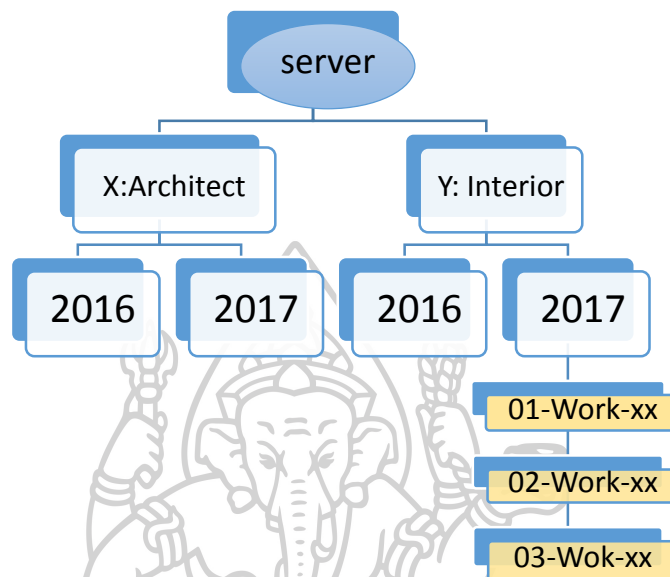 server
X:Architect
Y: Interior
2016
2017
2016
2017
01-Work-xx
02-Work-xx
03-Wok-xx